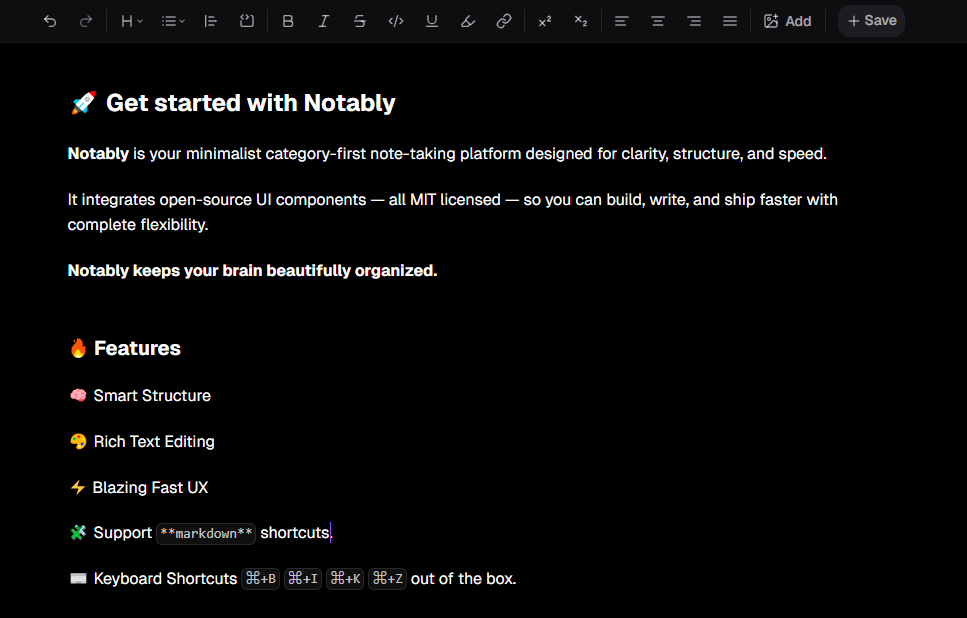 H
B I S U
x² x₂
Add
+ Save
🚀 Get started with Notably
Notably is your minimalist category-first note-taking platform designed for clarity, structure, and speed.
It integrates open-source UI components — all MIT licensed — so you can build, write, and ship faster with
complete flexibility.
Notably keeps your brain beautifully organized.
🔥 Features
🧠 Smart Structure
🎨 Rich Text Editing
⚡ Blazing Fast UX
🧩 Support **markdown** shortcuts.
⌨️ Keyboard Shortcuts ⌘+B ⌘+I ⌘+K ⌘+Z out of the box.